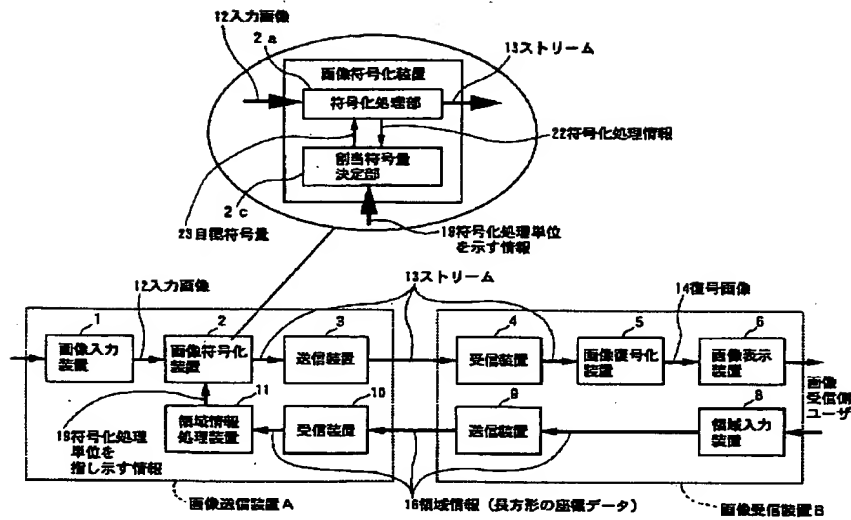 12入力画像
2a
13ストリーム
画像符号化装置
符号化処理部
22符号化処理情報
割当符号量
決定部
2c
23目標符号量
19符号化処理単位
を示す情報
12入力画像
13ストリーム
14復号画像
1
2
3
4
5
6
画像入力
装置
画像符号化
装置
送信装置
受信装置
画像復号化
装置
画像表示
装置
画像
受信側
ユーザ
11
10
9
8
19符号化処理
単位を
指し示す情報
領域情報
処理装置
受信装置
送信装置
領域入力
装置
画像送信装置A
16領域情報（長方形の座標データ）
画像受信装置B